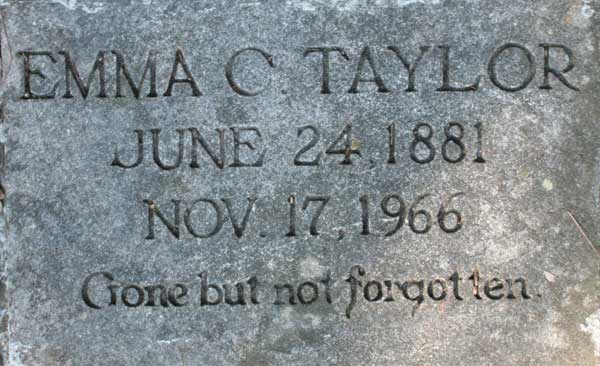 EMMA C. TAYLOR
JUNE 24, 1881
NOV. 17, 1966
Gone but not forgotten.